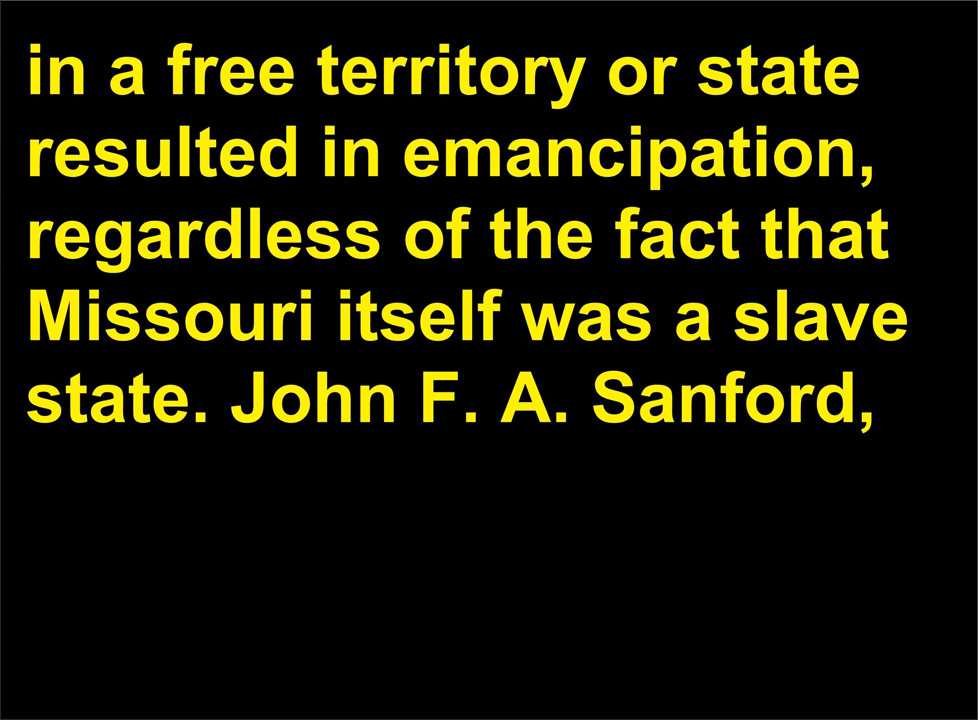 in a free territory or state
resulted in emancipation,
regardless of the fact that
Missouri itself was a slave
state. John F. A. Sanford,